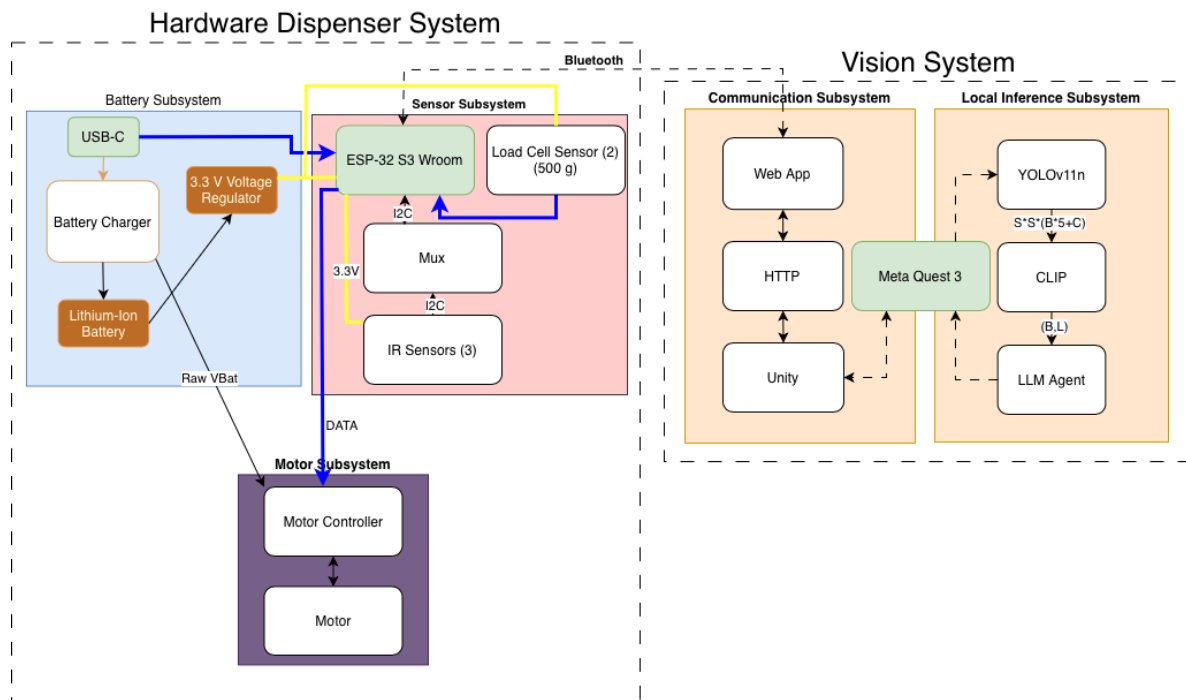 Hardware Dispenser System
Vision System
Bluetooth
Battery Subsystem
USB-C
Battery Charger
3.3 V Voltage
Regulator
Lithium-Ion
Battery
Raw VBat
Sensor Subsystem
ESP-32 S3 Wroom
Load Cell Sensor (2)
(500 g)
I2C
Mux
3.3V
I2C
IR Sensors (3)
DATA
Motor Subsystem
Motor Controller
Motor
Communication Subsystem
Web App
HTTP
Unity
Meta Quest 3
Local Inference Subsystem
YOLOv11n
S*S*(B*5+C)
CLIP
(B,L)
LLM Agent